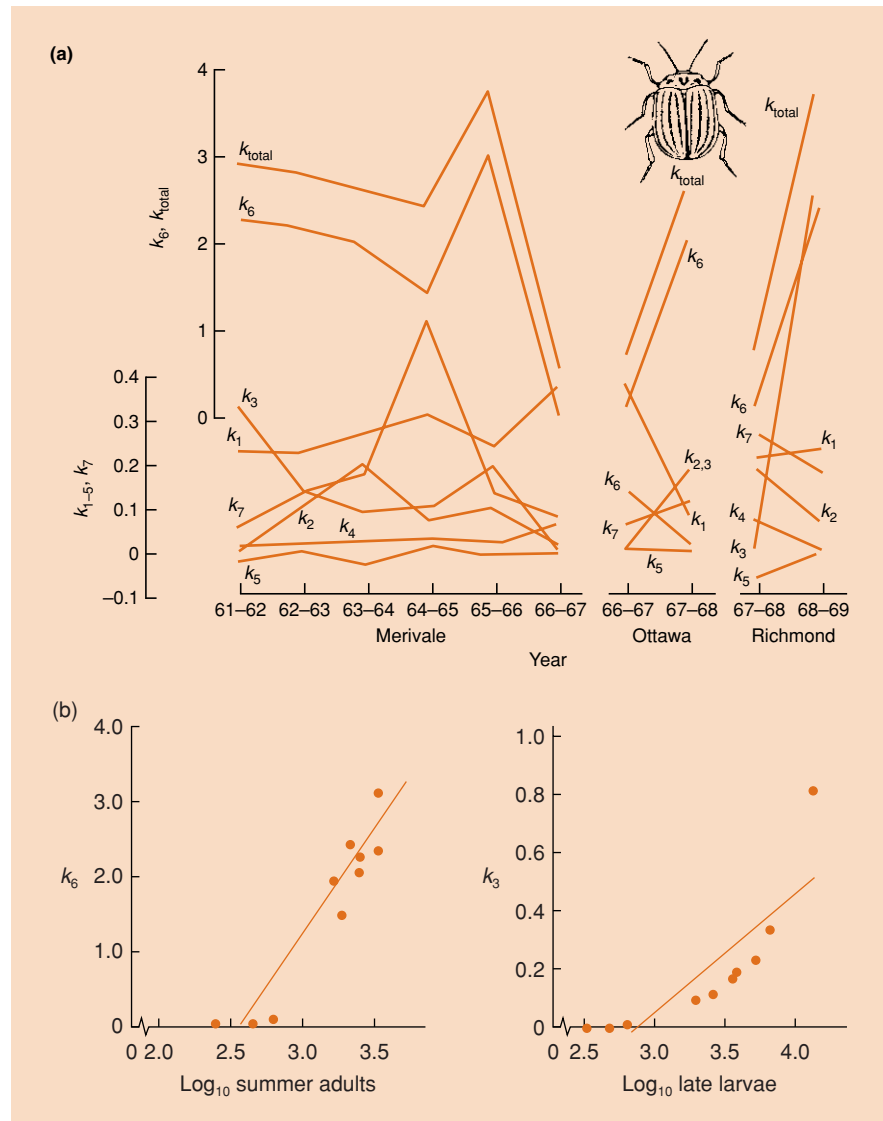 (a)
4
3
2
1
0
k6, ktotal
0.4
0.3
0.2
0.1
0
–0.1
k1–5, k7
ktotal
k6
k3
k1
k7
k2
k4
k5
61–62 62–63 63–64 64–65 65–66 66–67
Merivale
ktotal
k6
k6
k7
k2,3
k1
k5
66–67 67–68
Ottawa
ktotal
k6
k7
k1
k4
k2
k3
k5
67–68 68–69
Richmond
Year
(b)
4.0
3.0
2.0
1.0
0
k6
0 2.0 2.5 3.0 3.5
Log10 summer adults
1.0
0.8
0.6
0.4
0.2
0
k3
0 2.5 3.0 3.5 4.0
Log10 late larvae